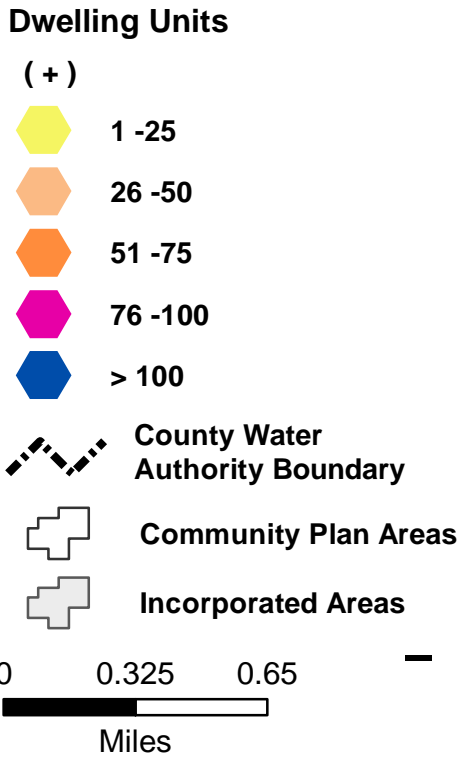 Dwelling Units
( + )
1 -25
26 -50
51 -75
76 -100
> 100
County Water
Authority Boundary
Community Plan Areas
Incorporated Areas
0 0.325 0.65
Miles